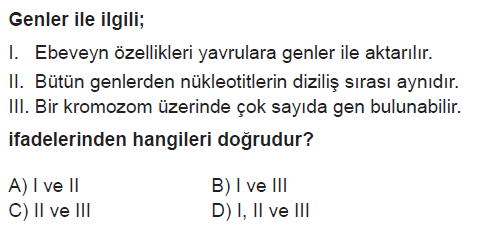 Genler ile ilgili;
I. Ebeveyn özellikleri yavrulara genler ile aktarılır.
II. Bütün genlerden nükleotitlerin diziliş sırası aynıdır.
III. Bir kromozom üzerinde çok sayıda gen bulunabilir.
ifadelerinden hangileri doğrudur?
A) I ve II B) I ve III
C) II ve III D) I, II ve III